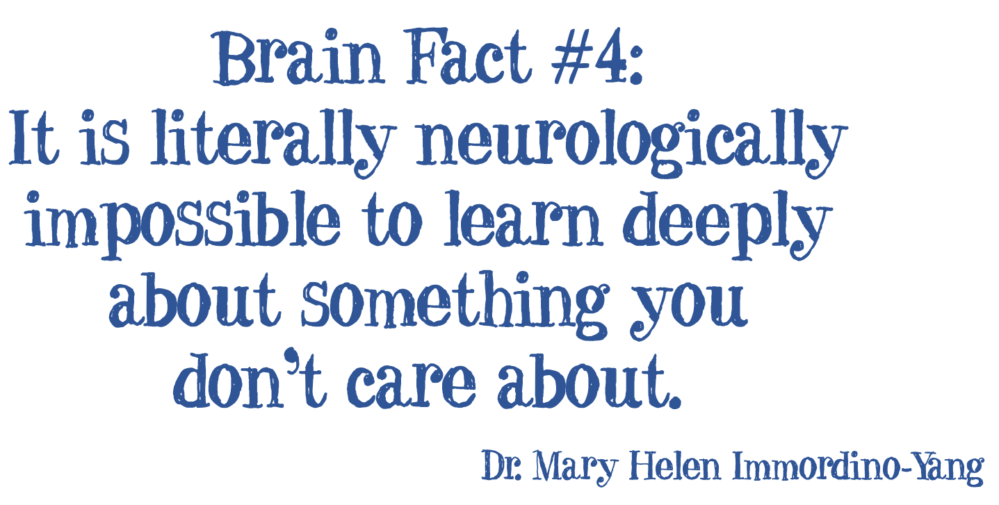 Brain Fact #4:
It is literally neurologically
impossible to learn deeply
about something you
don't care about.
Dr. Mary Helen Immordino-Yang